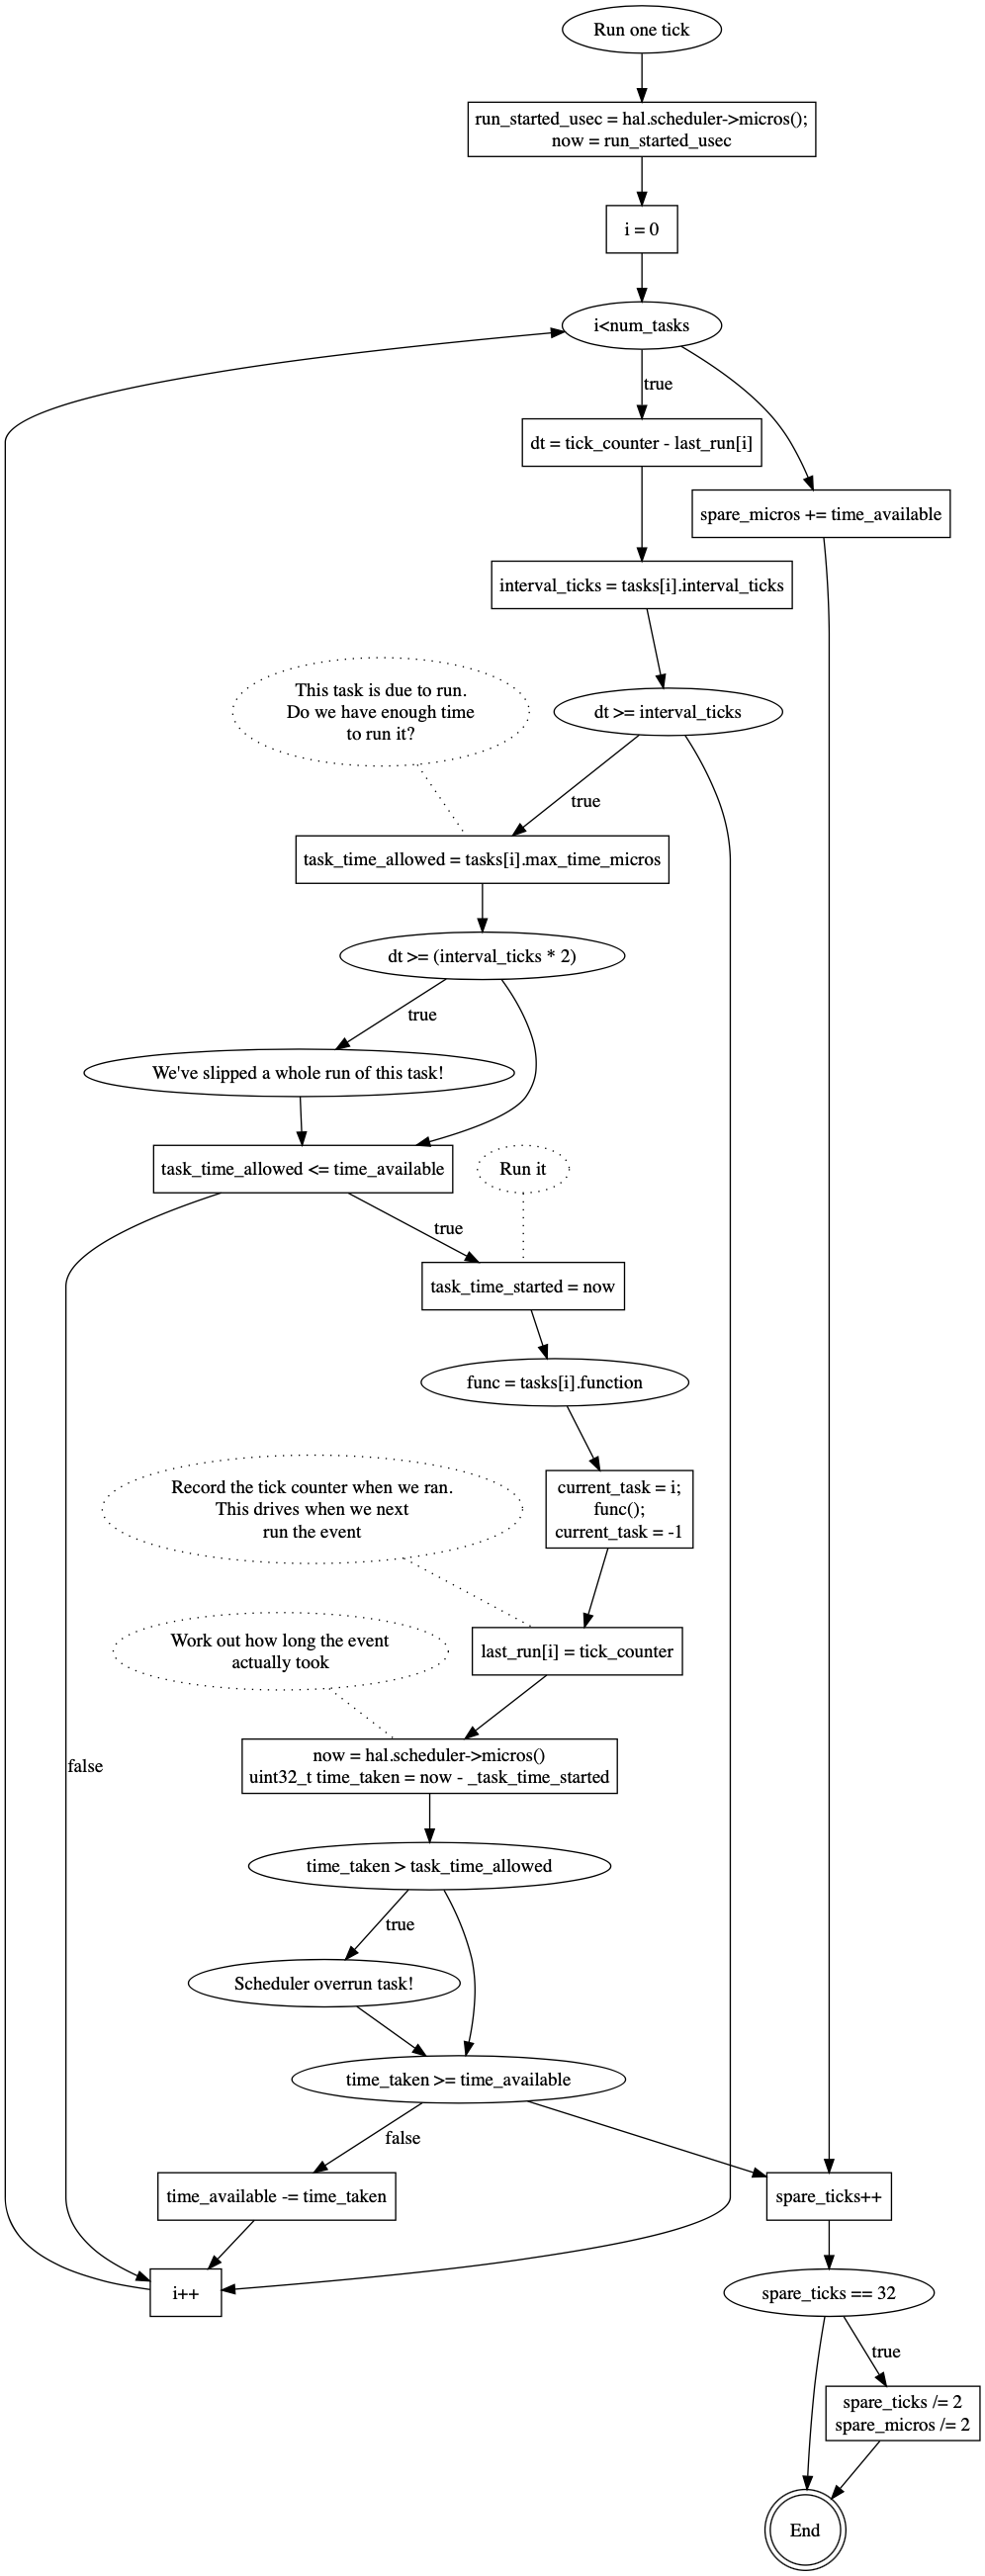 Run one tick
run_started_usec = hal.scheduler->micros();
now = run_started_usec
i = 0
i<num_tasks
true
dt = tick_counter - last_run[i]
spare_micros += time_available
interval_ticks = tasks[i].interval_ticks
This task is due to run.
Do we have enough time
to run it?
dt >= interval_ticks
true
task_time_allowed = tasks[i].max_time_micros
dt >= (interval_ticks * 2)
true
We've slipped a whole run of this task!
task_time_allowed <= time_available
Run it
true
task_time_started = now
func = tasks[i].function
Record the tick counter when we ran.
This drives when we next
run the event
current_task = i;
func();
current_task = -1
Work out how long the event
actually took
last_run[i] = tick_counter
now = hal.scheduler->micros()
uint32_t time_taken = now - _task_time_started
false
time_taken > task_time_allowed
true
Scheduler overrun task!
time_taken >= time_available
false
time_available -= time_taken
spare_ticks++
i++
spare_ticks == 32
true
spare_ticks /= 2
spare_micros /= 2
End